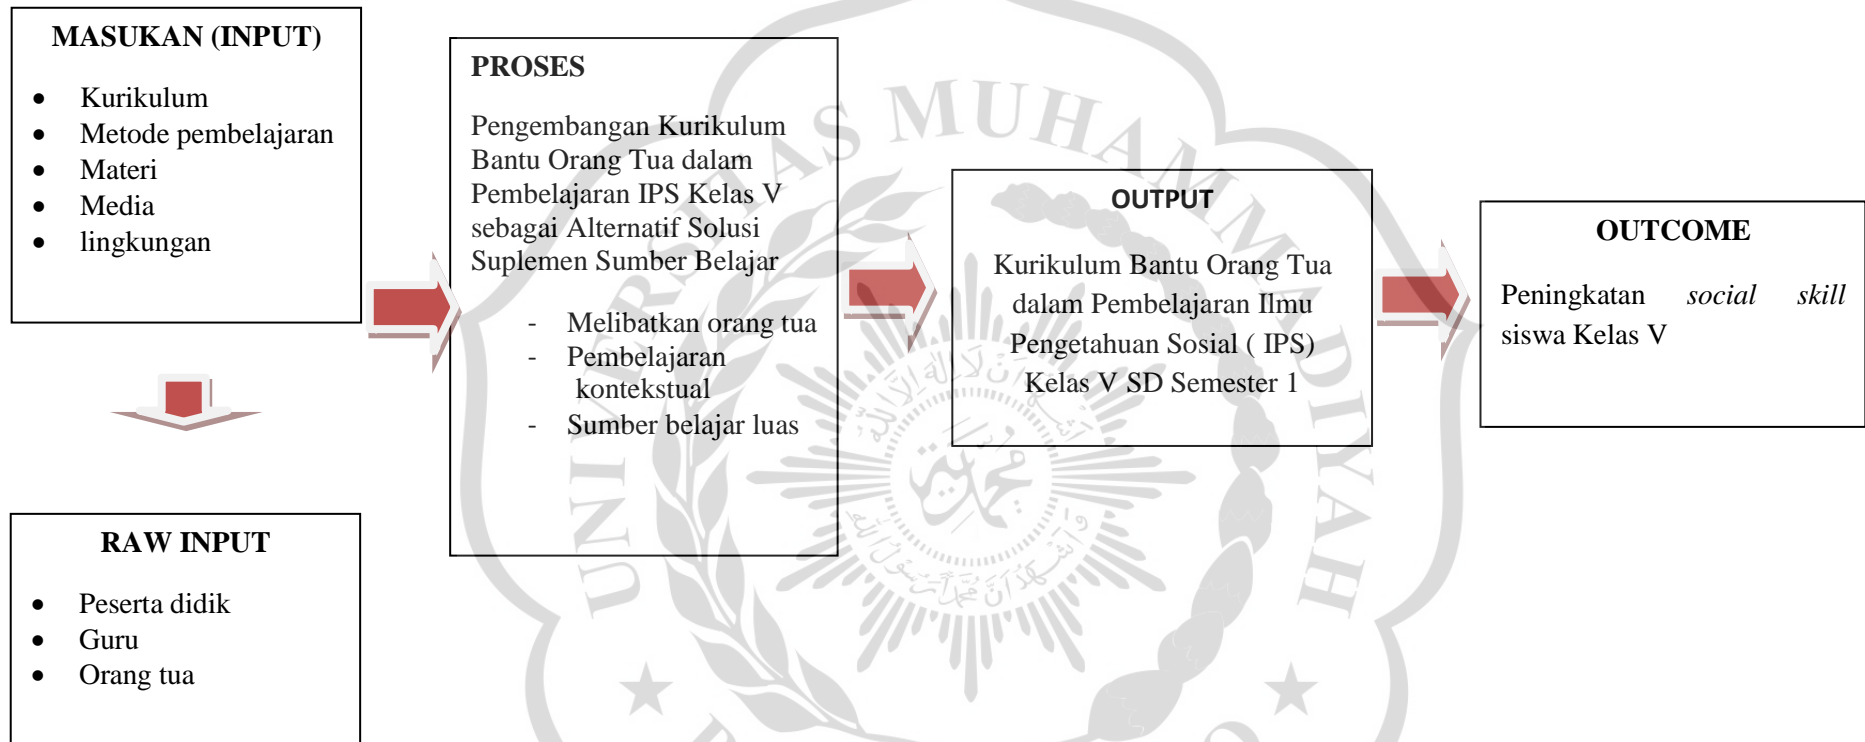 MASUKAN (INPUT)
• Kurikulum
• Metode pembelajaran
• Materi
• Media
• lingkungan
RAW INPUT
• Peserta didik
• Guru
• Orang tua
PROSES
Pengembangan Kurikulum
Bantu Orang Tua dalam
Pembelajaran IPS Kelas V
sebagai Alternatif Solusi
Suplemen Sumber Belajar
- Melibatkan orang tua
- Pembelajaran
kontekstual
- Sumber belajar luas
OUTPUT
Kurikulum Bantu Orang Tua
dalam Pembelajaran Ilmu
Pengetahuan Sosial ( IPS)
Kelas V SD Semester 1
OUTCOME
Peningkatan social skill
siswa Kelas V
UNIVERSITAS MUHAMMADIYAH